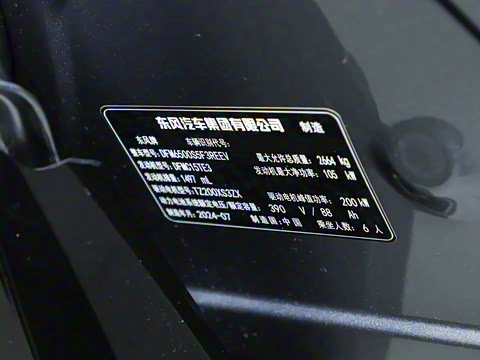 东风汽车集团有限公司 制造
东风牌 车辆识别代号:
整车型号:DFM6500SSF3REEV 最大允许总质量: 2664 kg
发动机型号:DFMG15TE3 发动机最大净功率: 105 kW
发动机排量:1497 mL
驱动电机型号:TZ200XS3ZX 驱动电机峰值功率: 200 kW
动力电池系统额定电压/额定容量: 390 V / 88 Ah
制造年月: 2024-07 制造国:中国 乘坐人数: 6 人